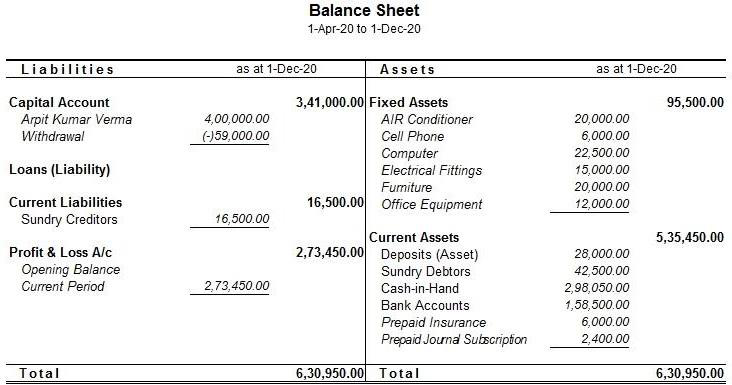 Balance Sheet
1-Apr-20 to 1-Dec-20
Liabilities as at 1-Dec-20
Capital Account 3,41,000.00
Arpit Kumar Verma 4,00,000.00
Withdrawal (-)59,000.00
Loans (Liability)
Current Liabilities 16,500.00
Sundry Creditors 16,500.00
Profit & Loss A/c 2,73,450.00
Opening Balance
Current Period 2,73,450.00
Total 6,30,950.00
Assets as at 1-Dec-20
Fixed Assets 95,500.00
AIR Conditioner 20,000.00
Cell Phone 6,000.00
Computer 22,500.00
Electrical Fittings 15,000.00
Furniture 20,000.00
Office Equipment 12,000.00
Current Assets 5,35,450.00
Deposits (Asset) 28,000.00
Sundry Debtors 42,500.00
Cash-in-Hand 2,98,050.00
Bank Accounts 1,58,500.00
Prepaid Insurance 6,000.00
Prepaid Journal Subscription 2,400.00
Total 6,30,950.00